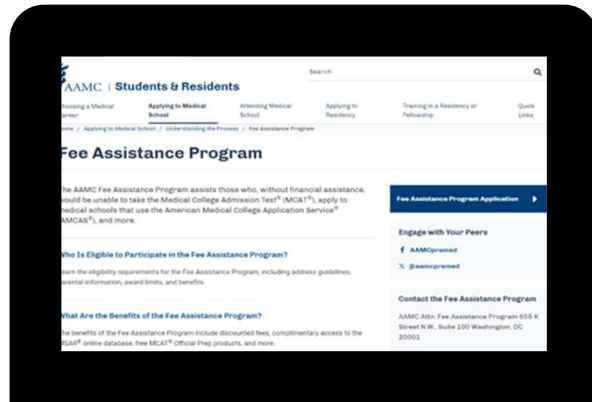 Search
AAMC | Students & Residents
hoosing a Medical
areer
Applying to Medical
School
Attending Medical
School
Applying to
Residency
Training in a Residency or
Fellowship
Quick
Links
ome / Applying to Medical School / Understanding the Process / Fee Assistance Program
Fee Assistance Program
he AAMC Fee Assistance Program assists those who, without financial assistance,
ould be unable to take the Medical College Admission Test® (MCAT®), apply to
edical schools that use the American Medical College Application Service®
AMCAS®), and more.
Who Is Eligible to Participate in the Fee Assistance Program?
earn the eligibility requirements for the Fee Assistance Program, including address guidelines,
arental information, award limits, and benefits.
What Are the Benefits of the Fee Assistance Program?
he benefits of the Fee Assistance Program include discounted fees, complimentary access to the
MSAR® online database, free MCAT® Official Prep products, and more.
Fee Assistance Program Application
Engage with Your Peers
AAMCpremed
@aamcpremed
Contact the Fee Assistance Program
AAMC Attn: Fee Assistance Program 655 K
Street N.W., Suite 100 Washington, DC
20001